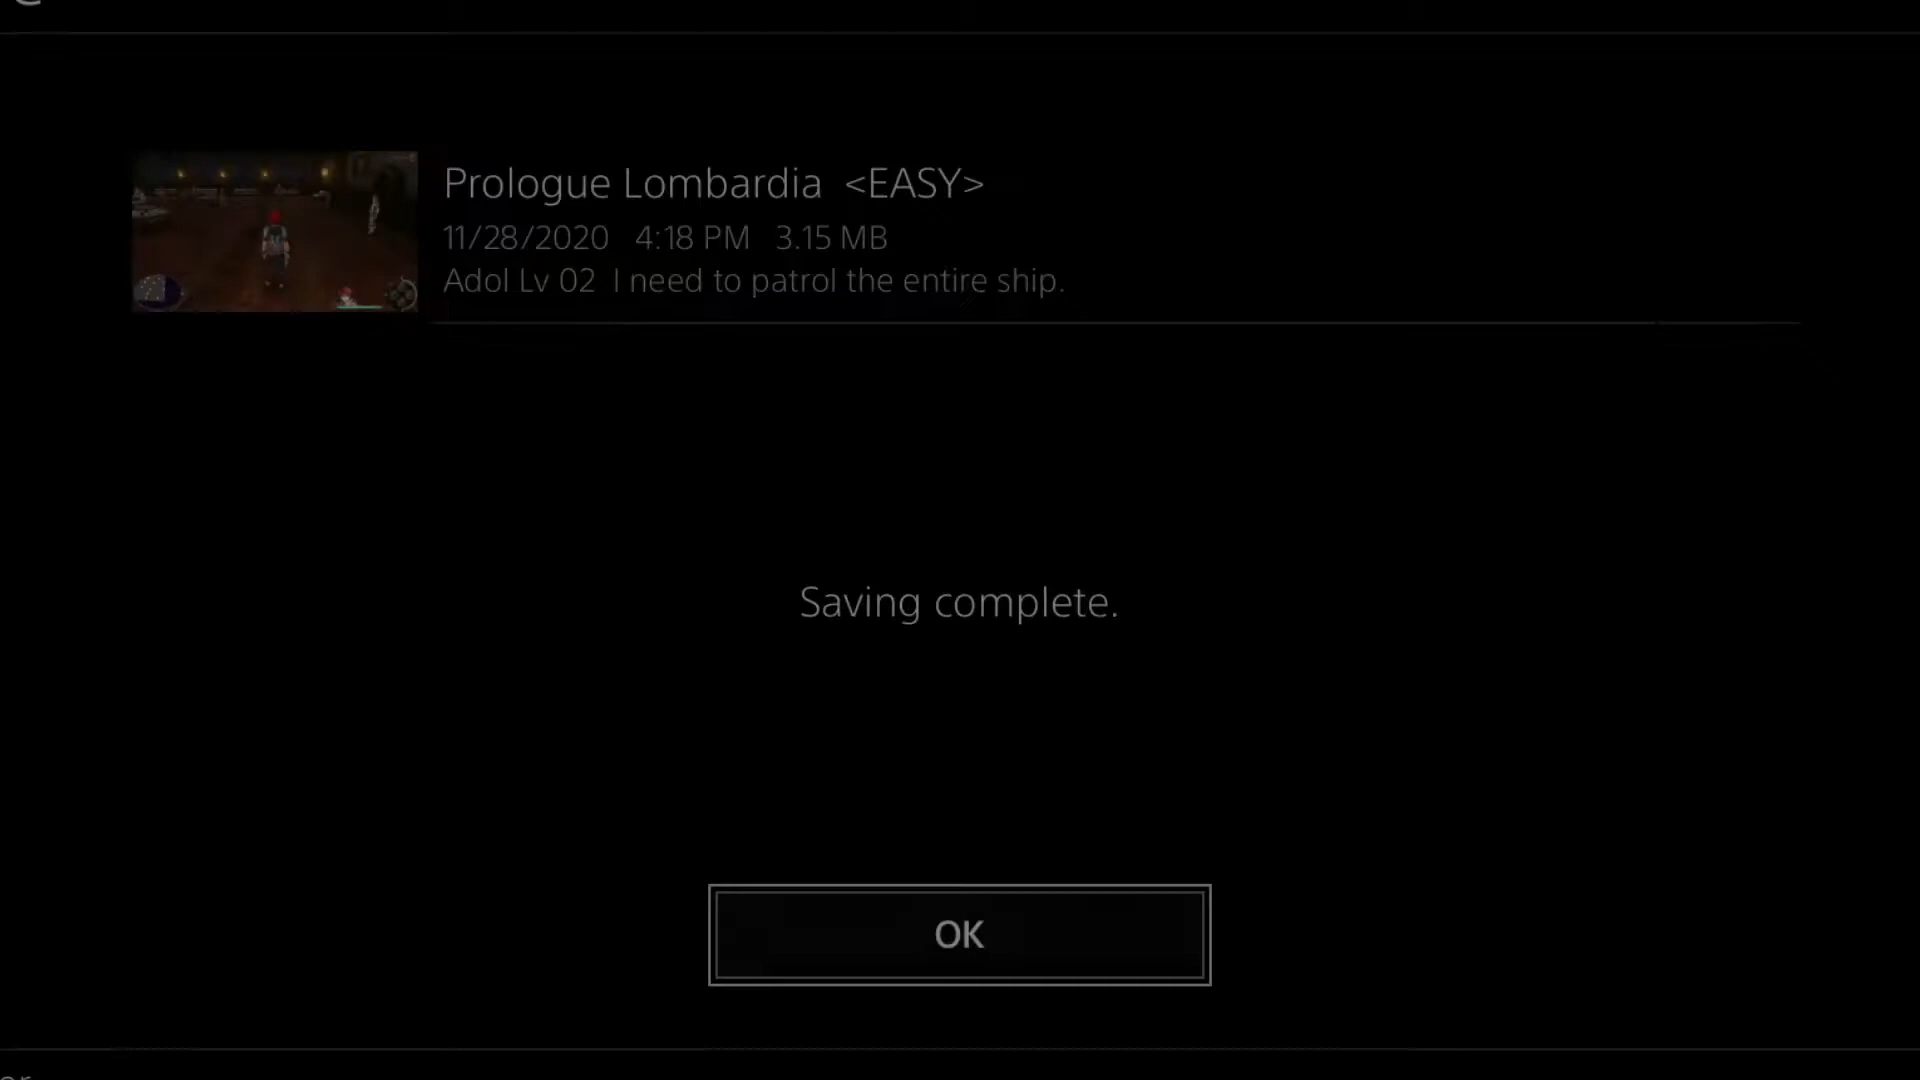 Prologue Lombardia <EASY>
11/28/2020 4:18 PM 3.15 MB
Adol Lv 02 I need to patrol the entire ship.
Saving complete.
OK